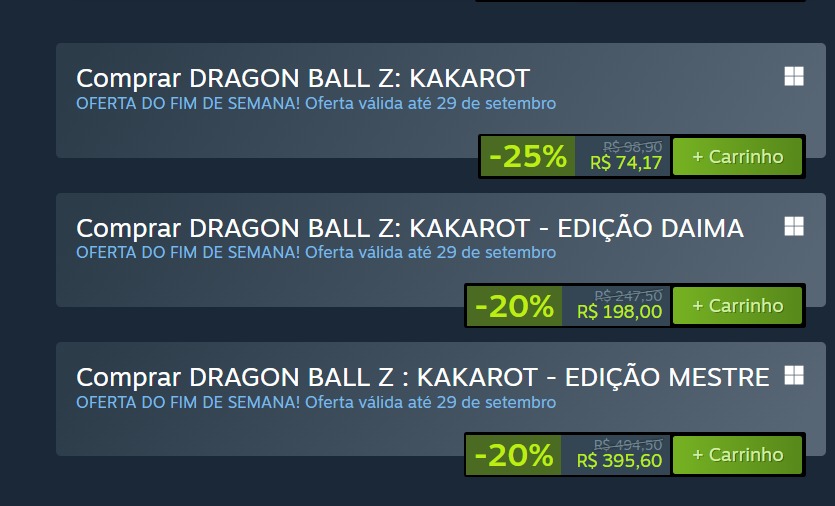 Comprar DRAGON BALL Z: KAKAROT
OFERTA DO FIM DE SEMANA! Oferta válida até 29 de setembro
-25%
R$ 98,90
R$ 74,17
+ Carrinho
Comprar DRAGON BALL Z: KAKAROT - EDIÇÃO DAIMA
OFERTA DO FIM DE SEMANA! Oferta válida até 29 de setembro
-20%
R$ 247,50
R$ 198,00
+ Carrinho
Comprar DRAGON BALL Z : KAKAROT - EDIÇÃO MESTRE
OFERTA DO FIM DE SEMANA! Oferta válida até 29 de setembro
-20%
R$ 494,50
R$ 395,60
+ Carrinho